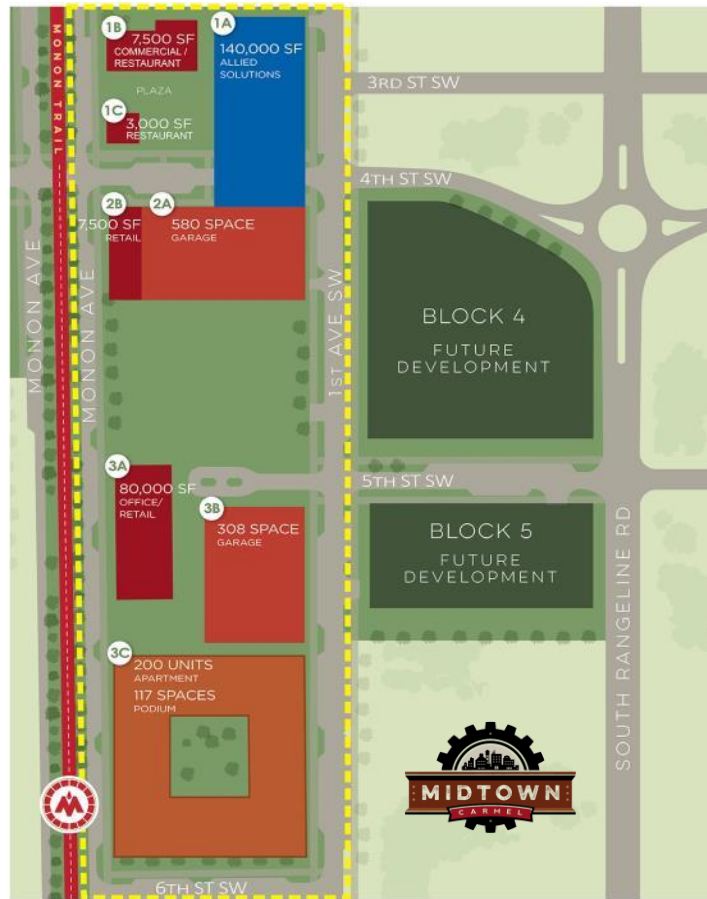 MONON TRAIL
1B
7,500 SF
COMMERCIAL /
RESTAURANT
1A
140,000 SF
ALLIED
SOLUTIONS
PLAZA
1C
3,000 SF
RESTAURANT
3RD ST SW
4TH ST SW
2B
7,500 SF
RETAIL
2A
580 SPACE
GARAGE
MONON AVE
MONON AVE
1ST AVE SW
BLOCK 4
FUTURE
DEVELOPMENT
3A
80,000 SF
OFFICE/
RETAIL
5TH ST SW
3B
308 SPACE
GARAGE
BLOCK 5
FUTURE
DEVELOPMENT
SOUTH RANGELINE RD
3C
200 UNITS
APARTMENT
117 SPACES
PODIUM
M
MIDTOWN
CARMEL
6TH ST SW